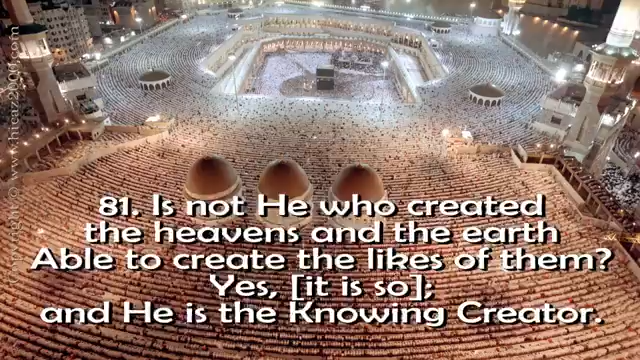 81. Is not He who created
the heavens and the earth
Able to create the likes of them?
Yes, [it is so];
and He is the Knowing Creator.